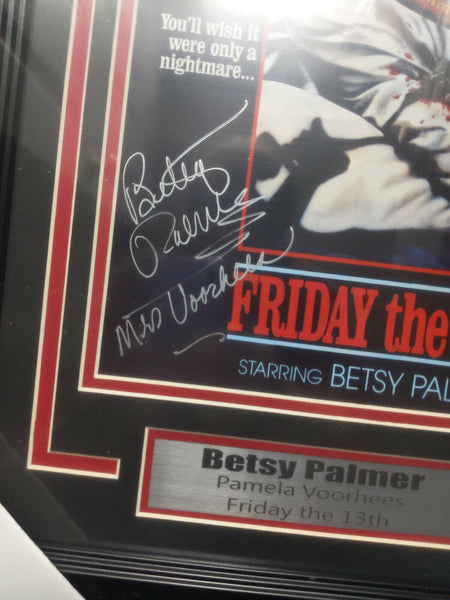 You'll wish it
were only a
nightmare...
Betsy
Palmer
Mrs Voorhees
FRIDAY the
STARRING BETSY PAL
Betsy Palmer
Pamela Voorhees
Friday the 13th